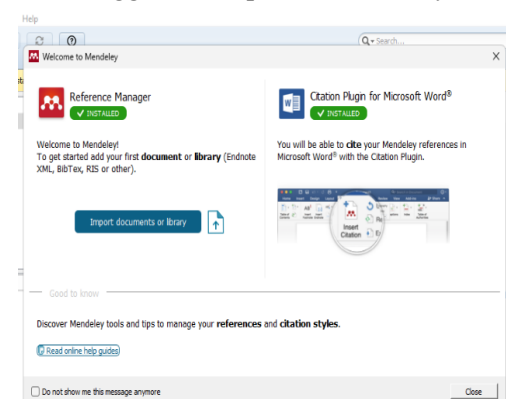 Help
Search...
Welcome to Mendeley
X
Reference Manager
✓ INSTALLED
Citation Plugin for Microsoft Word®
✓ INSTALLED
Welcome to Mendeley!
To get started add your first document or library (Endnote
XML, BibTex, RIS or other).
You will be able to cite your Mendeley references in
Microsoft Word® with the Citation Plugin.
Import documents or library
Insert
Citation
Good to know
Discover Mendeley tools and tips to manage your references and citation styles.
Read online help guides
Do not show me this message anymore
Close